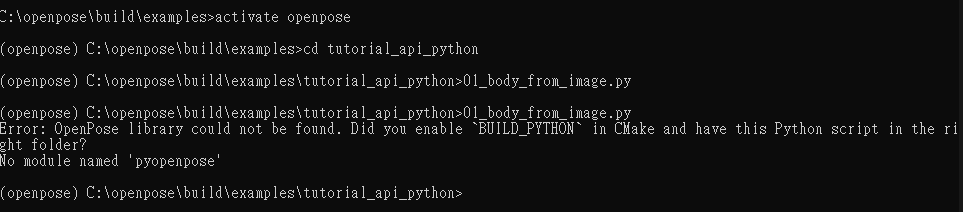 C:\openpose\build\examples>activate openpose
(openpose) C:\openpose\build\examples>cd tutorial_api_python
(openpose) C:\openpose\build\examples\tutorial_api_python>01_body_from_image.py
(openpose) C:\openpose\build\examples\tutorial_api_python>01_body_from_image.py
Error: OpenPose library could not be found. Did you enable `BUILD_PYTHON` in CMake and have this Python script in the ri
ght folder?
No module named 'pyopenpose'
(openpose) C:\openpose\build\examples\tutorial_api_python>